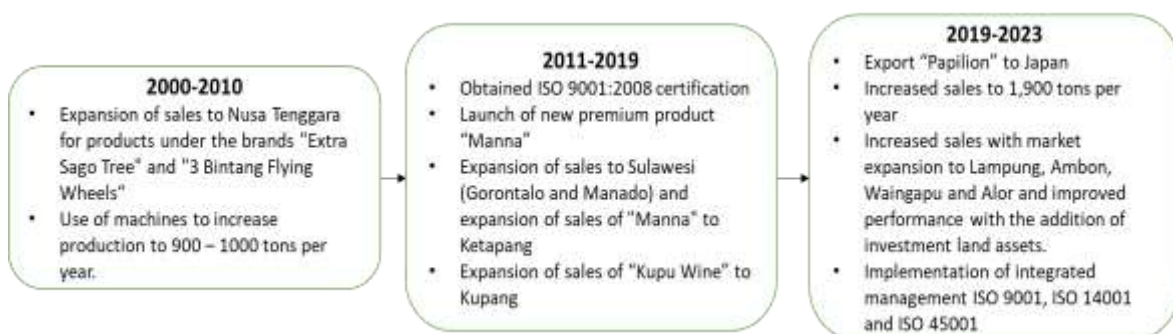 2000-2010
• Expansion of sales to Nusa Tenggara
for products under the brands "Extra
Sago Tree" and "3 Bintang Flying
Wheels"
• Use of machines to increase
production to 900 – 1000 tons per
year.
2011-2019
• Obtained ISO 9001:2008 certification
• Launch of new premium product
"Manna"
• Expansion of sales to Sulawesi
(Gorontalo and Manado) and
expansion of sales of "Manna" to
Ketapang
• Expansion of sales of "Kupu Wine" to
Kupang
2019-2023
• Export "Papilion" to Japan
• Increased sales to 1,900 tons per
year
• Increased sales with market
expansion to Lampung, Ambon,
Waingapu and Alor and improved
performance with the addition of
investment land assets.
• Implementation of integrated
management ISO 9001, ISO 14001
and ISO 45001